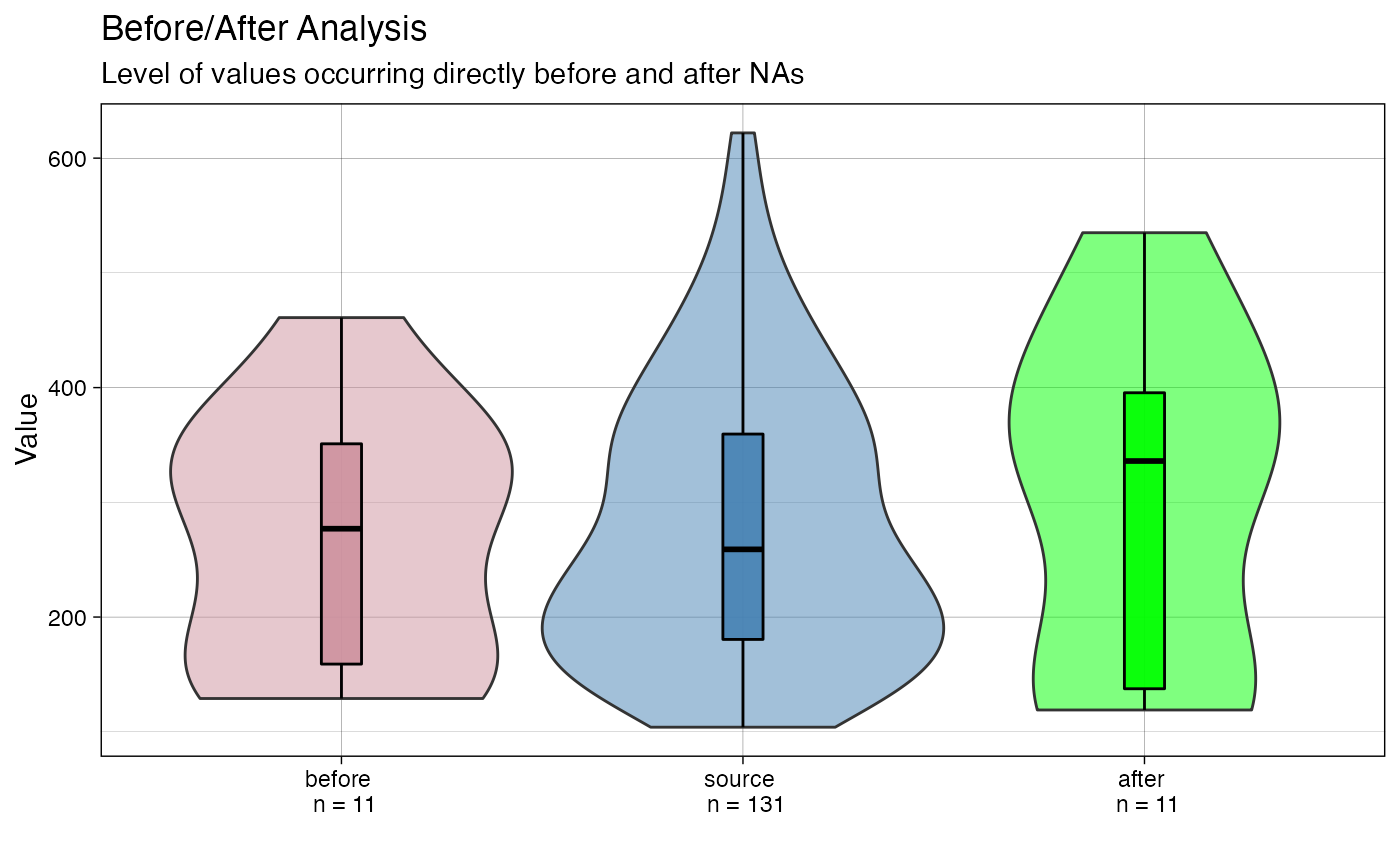 Before/After Analysis
Level of values occurring directly before and after NAs
Value
600
400
200
before
n = 11
source
n = 131
after
n = 11